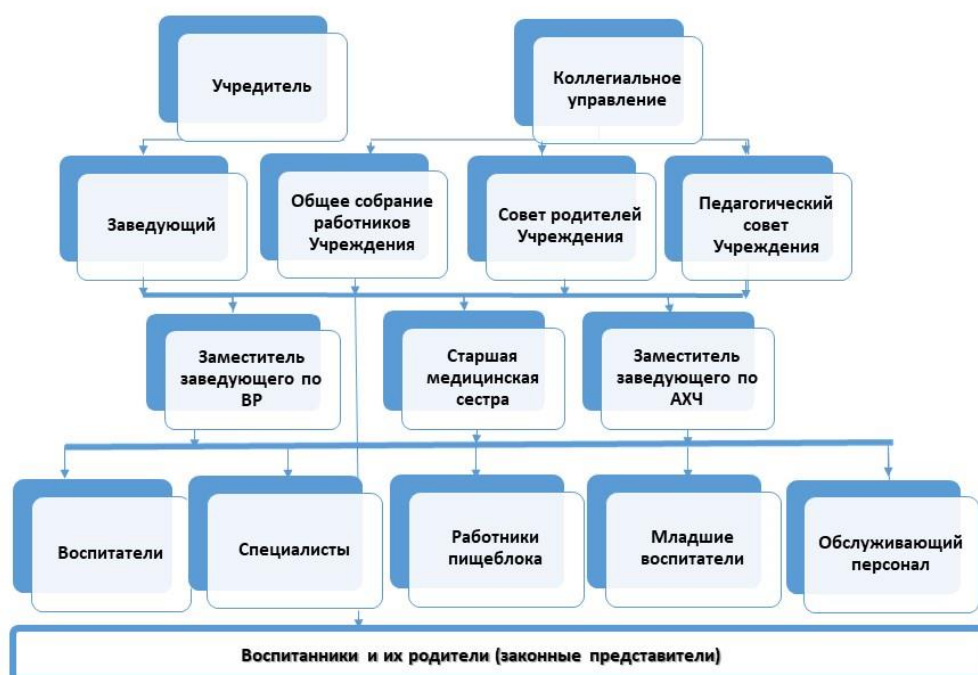 Учредитель
Коллегиальное
управление
Заведующий
Общее собрание
работников
Учреждения
Совет родителей
Учреждения
Педагогический
совет
Учреждения
Заместитель
заведующего по
ВР
Старшая
медицинская
сестра
Заместитель
заведующего по
АХЧ
Воспитатели
Специалисты
Работники
пищеблока
Младшие
воспитатели
Обслуживающий
персонал
Воспитанники и их родители (законные представители)